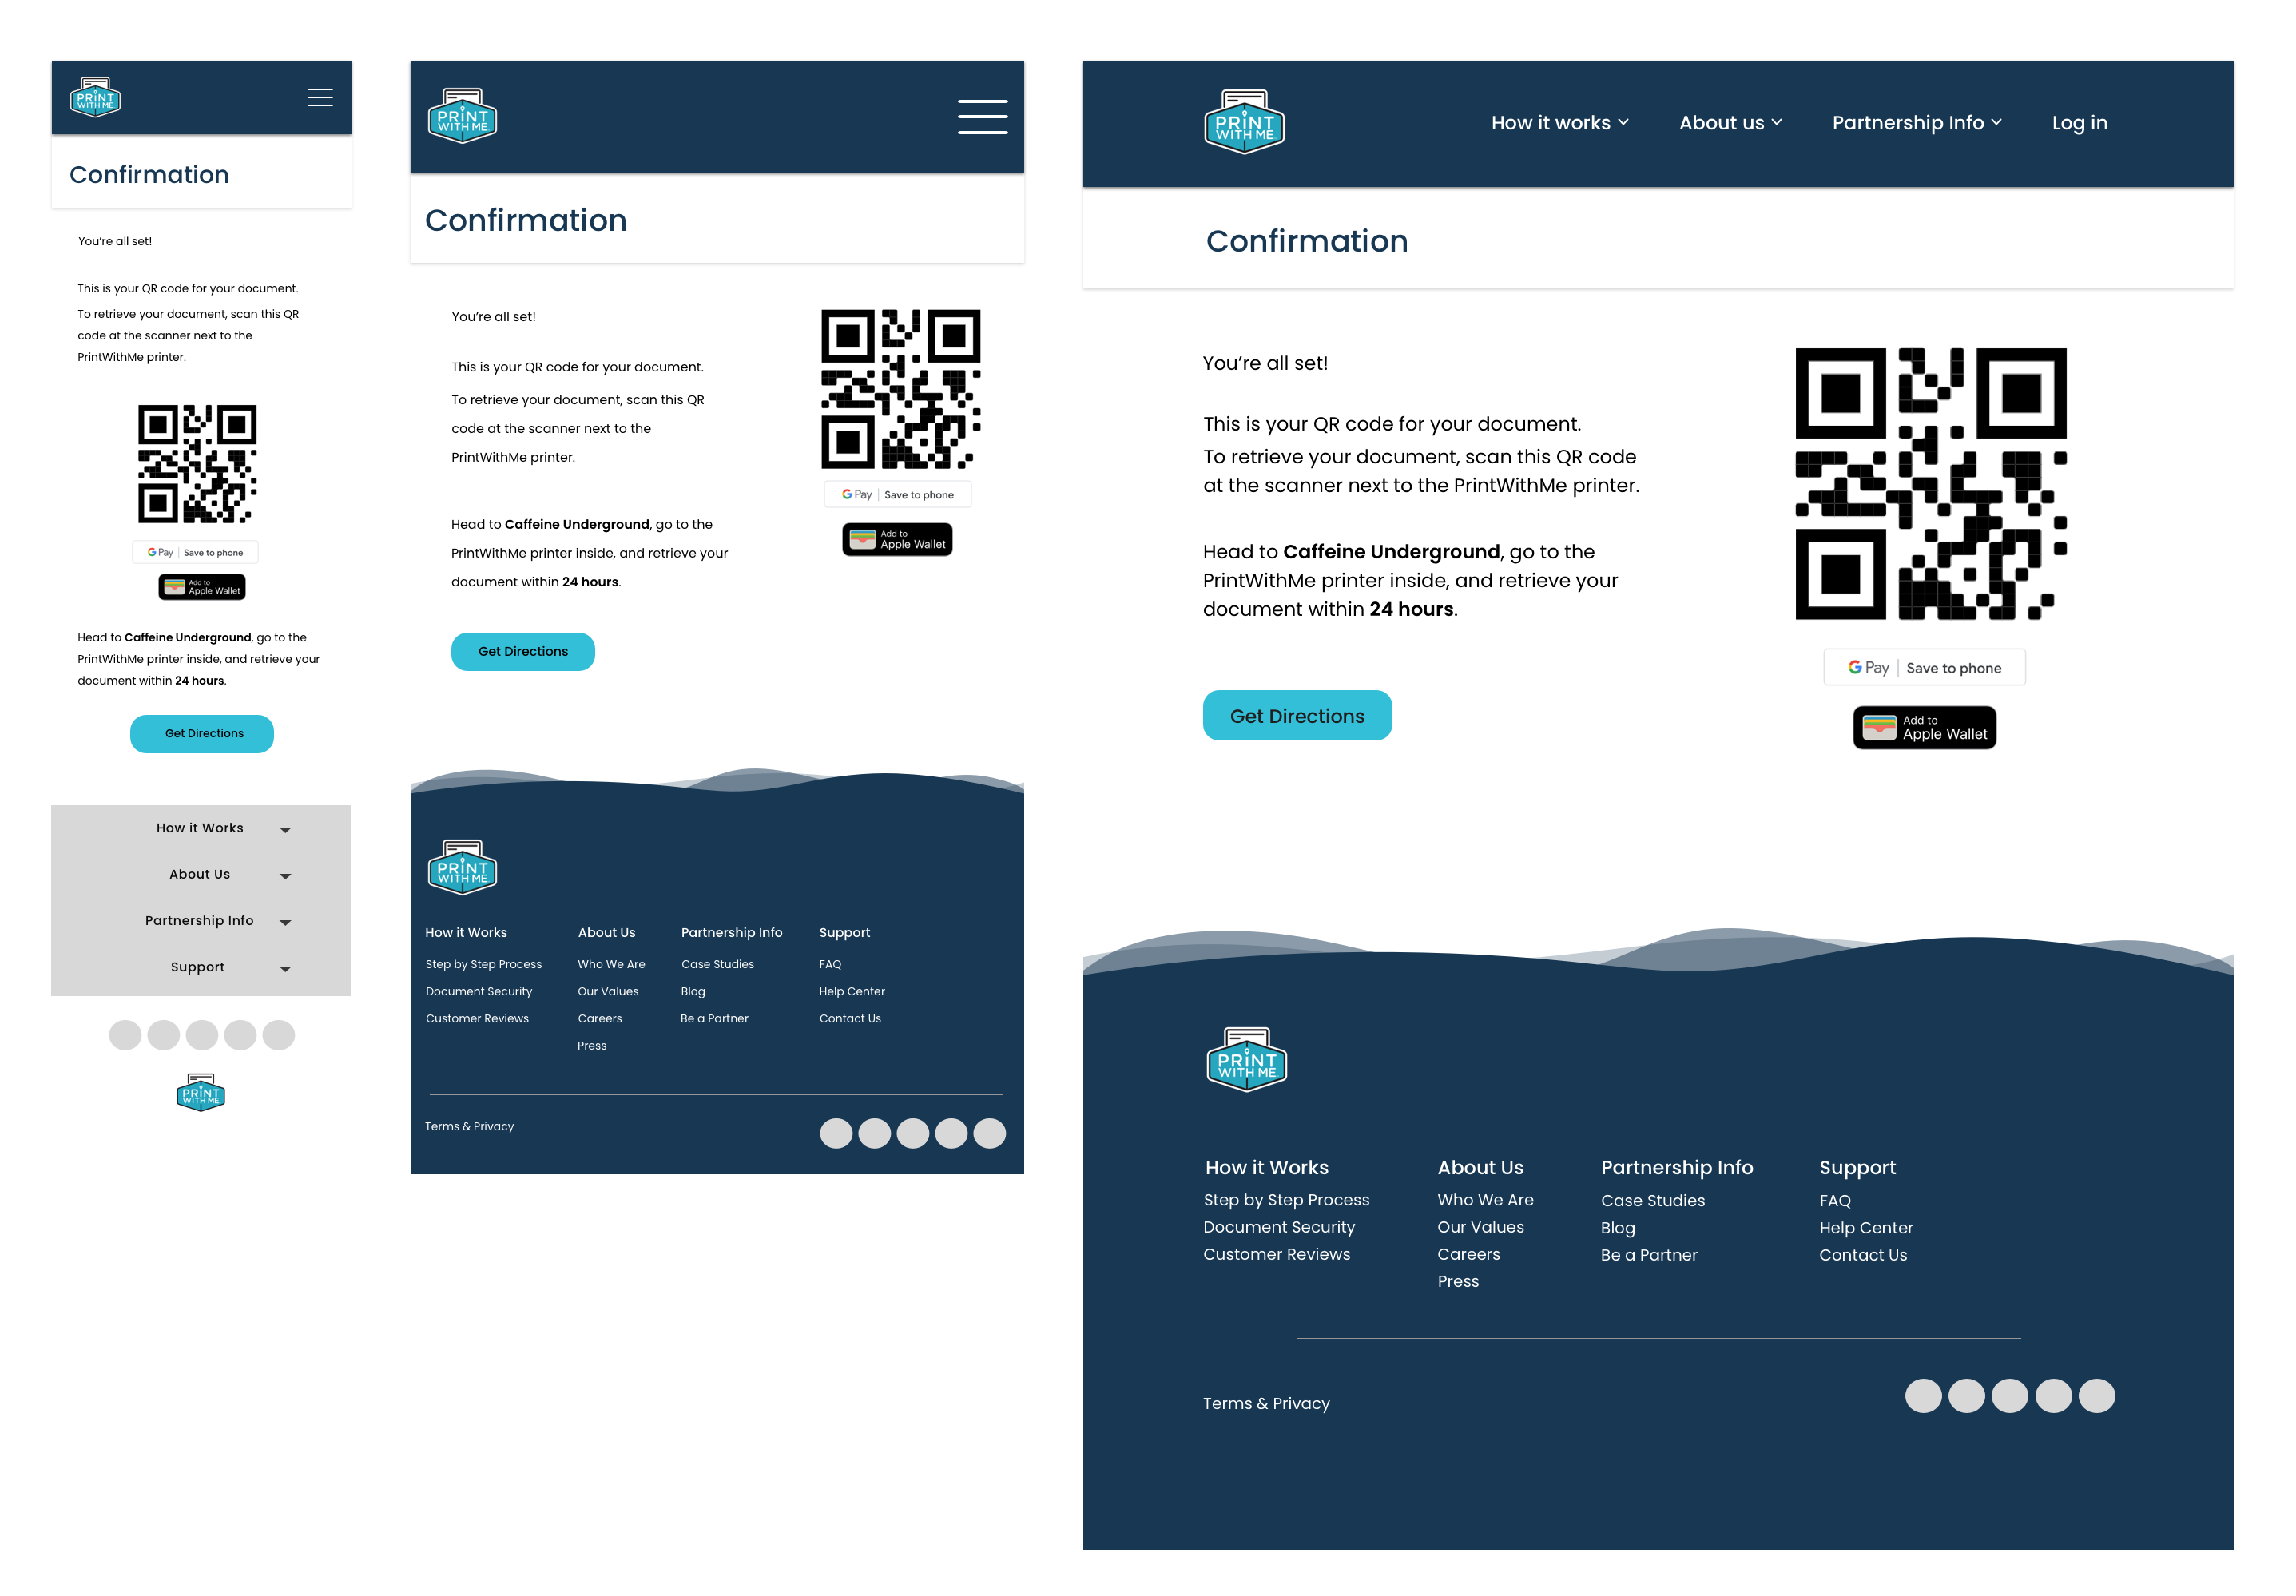 PRINT
WITH ME
Confirmation
You're all set!
This is your QR code for your document.
To retrieve your document, scan this QR
code at the scanner next to the
PrintWithMe printer.
G Pay | Save to phone
Add to
Apple Wallet
Head to Caffeine Underground, go to the
PrintWithMe printer inside, and retrieve your
document within 24 hours.
Get Directions
How it Works
About Us
Partnership Info
Support
PRINT
WITH ME
PRINT
WITH ME
Confirmation
You're all set!
This is your QR code for your document.
To retrieve your document, scan this QR
code at the scanner next to the
PrintWithMe printer.
Head to Caffeine Underground, go to the
PrintWithMe printer inside, and retrieve your
document within 24 hours.
Get Directions
G Pay | Save to phone
Add to
Apple Wallet
PRINT
WITH ME
How it Works
Step by Step Process
Document Security
Customer Reviews
About Us
Who We Are
Our Values
Careers
Press
Partnership Info
Case Studies
Blog
Be a Partner
Support
FAQ
Help Center
Contact Us
Terms & Privacy
PRINT
WITH ME
How it works
About us
Partnership Info
Log in
Confirmation
You're all set!
This is your QR code for your document.
To retrieve your document, scan this QR code
at the scanner next to the PrintWithMe printer.
Head to Caffeine Underground, go to the
PrintWithMe printer inside, and retrieve your
document within 24 hours.
Get Directions
G Pay | Save to phone
Add to
Apple Wallet
PRINT
WITH ME
How it Works
Step by Step Process
Document Security
Customer Reviews
About Us
Who We Are
Our Values
Careers
Press
Partnership Info
Case Studies
Blog
Be a Partner
Support
FAQ
Help Center
Contact Us
Terms & Privacy